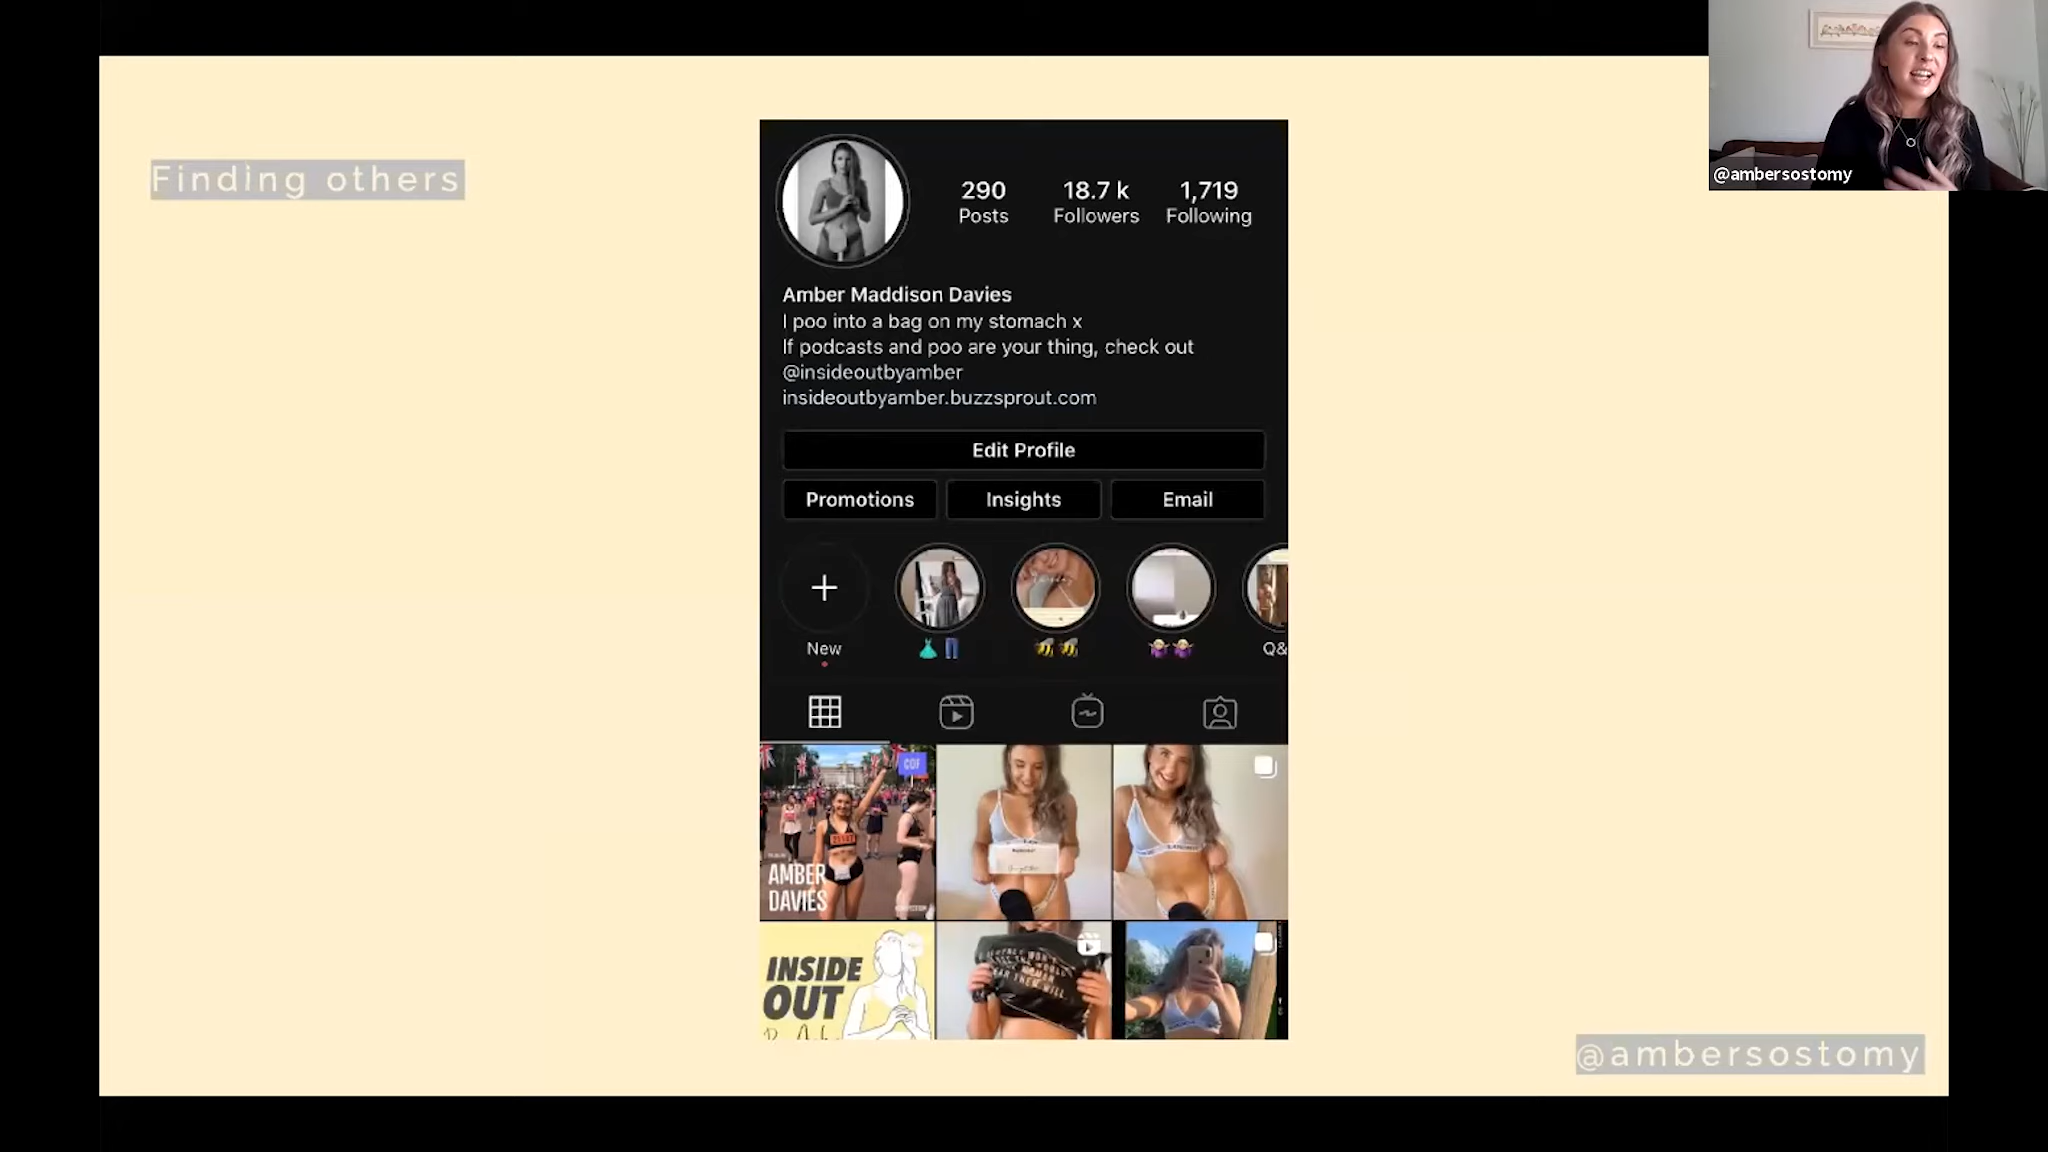 Finding others
@ambersostomy
290
18.7 k
1,719
Posts
Followers
Following
Amber Maddison Davies
I poo into a bag on my stomach x
If podcasts and poo are your thing, check out
@insideoutbyamber
insideoutbyamber.buzzsprout.com
Edit Profile
Promotions
Insights
Email
New
Q&
AMBER
DAVIES
INSIDE
OUT
@ambersostomy